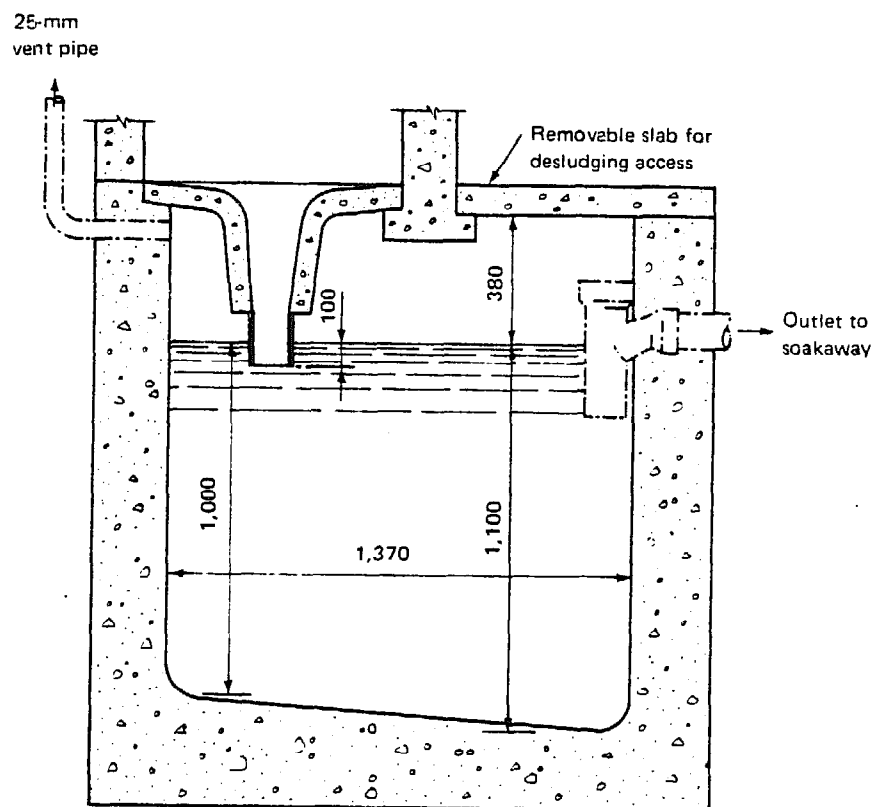 25-mm
vent pipe
Removable slab for
desludging access
380
100
Outlet to
soakaway
1,000
1,100
1,370